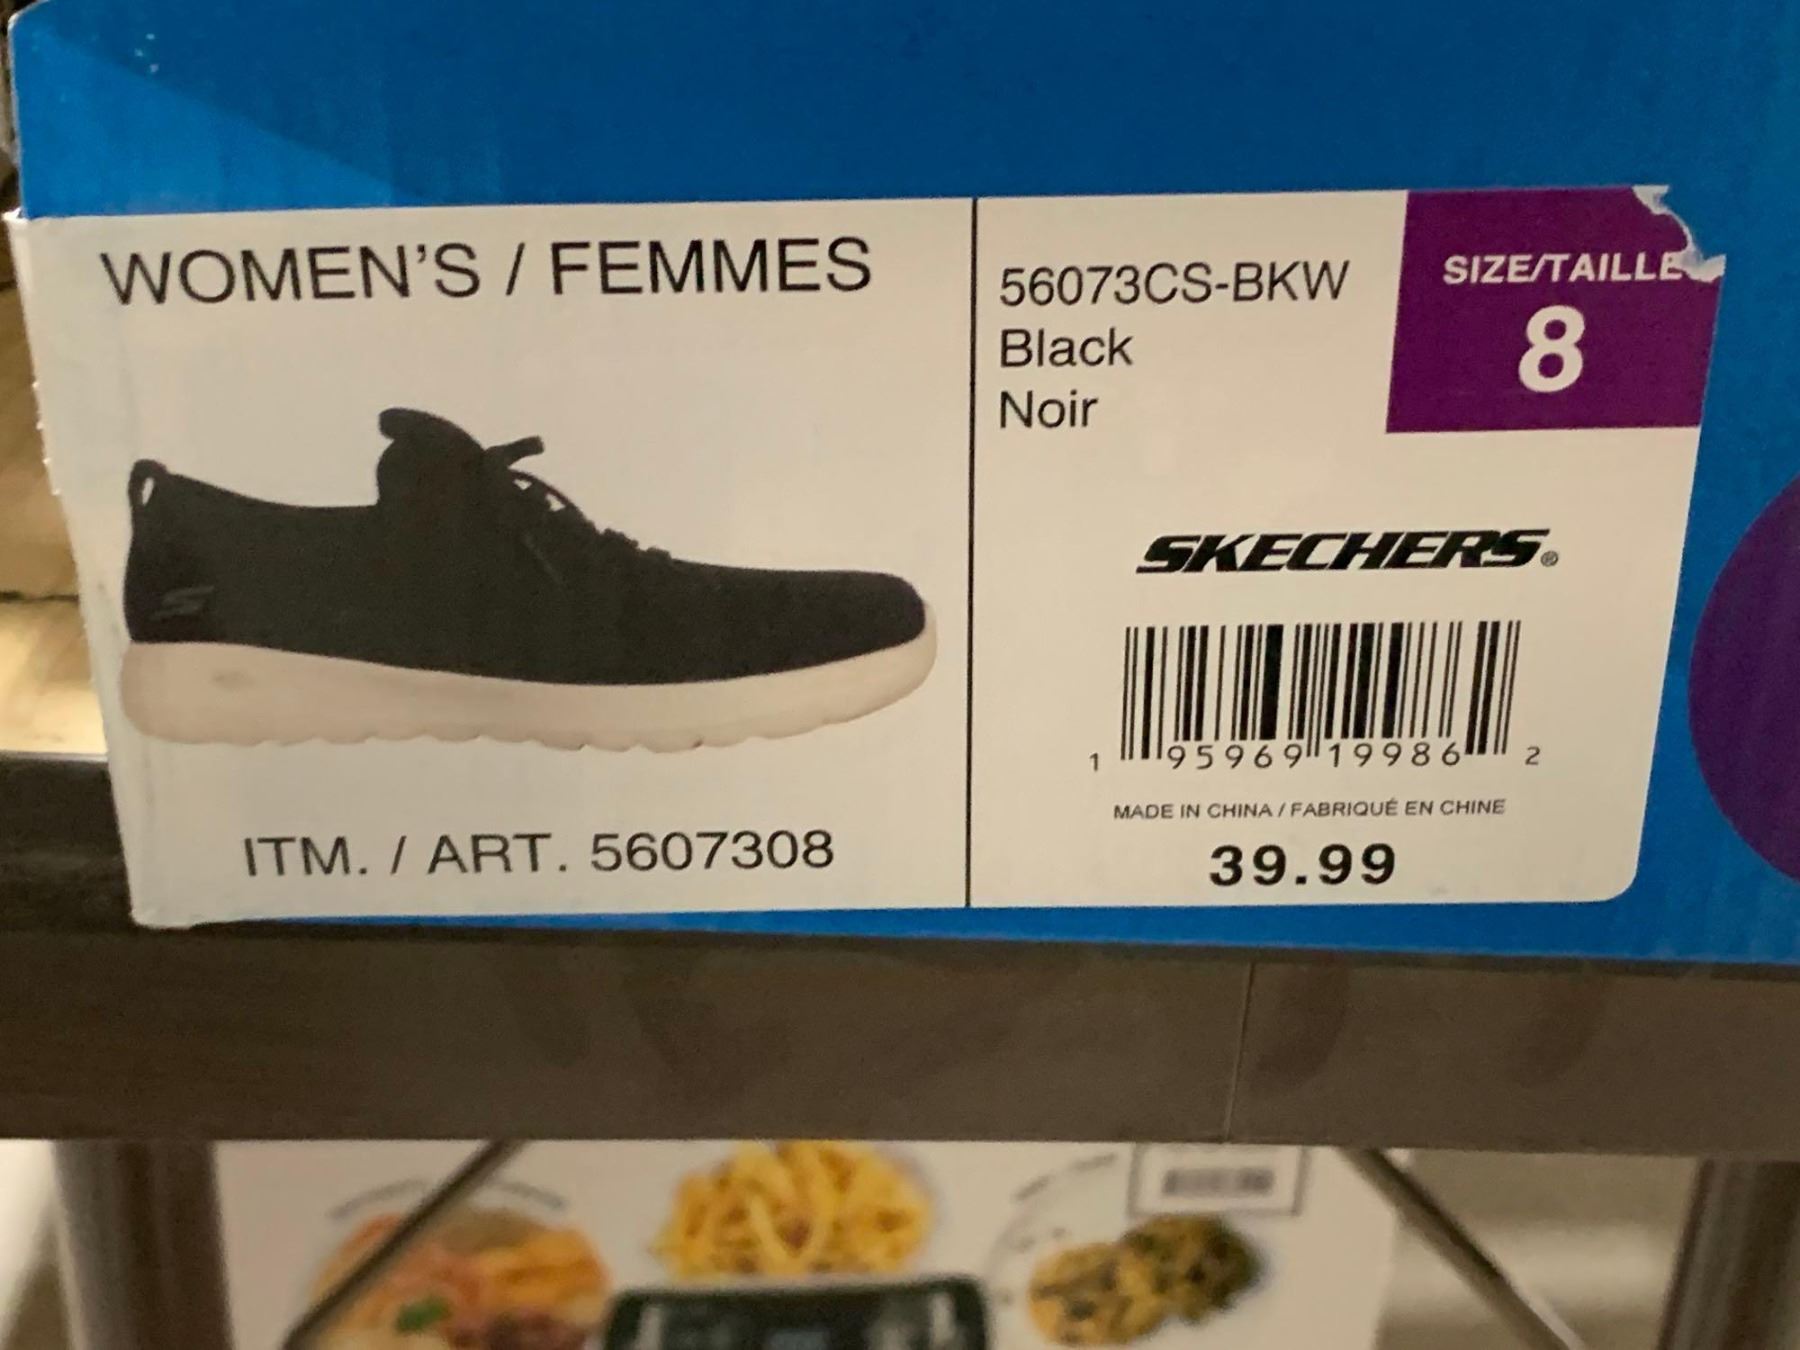 WOMEN'S / FEMMES
ITM. / ART. 5607308
56073CS-BKW
Black
Noir
SIZE/TAILLE
8
SKECHERS®
1 95969 19986 2
MADE IN CHINA / FABRIQUÉ EN CHINE
39.99